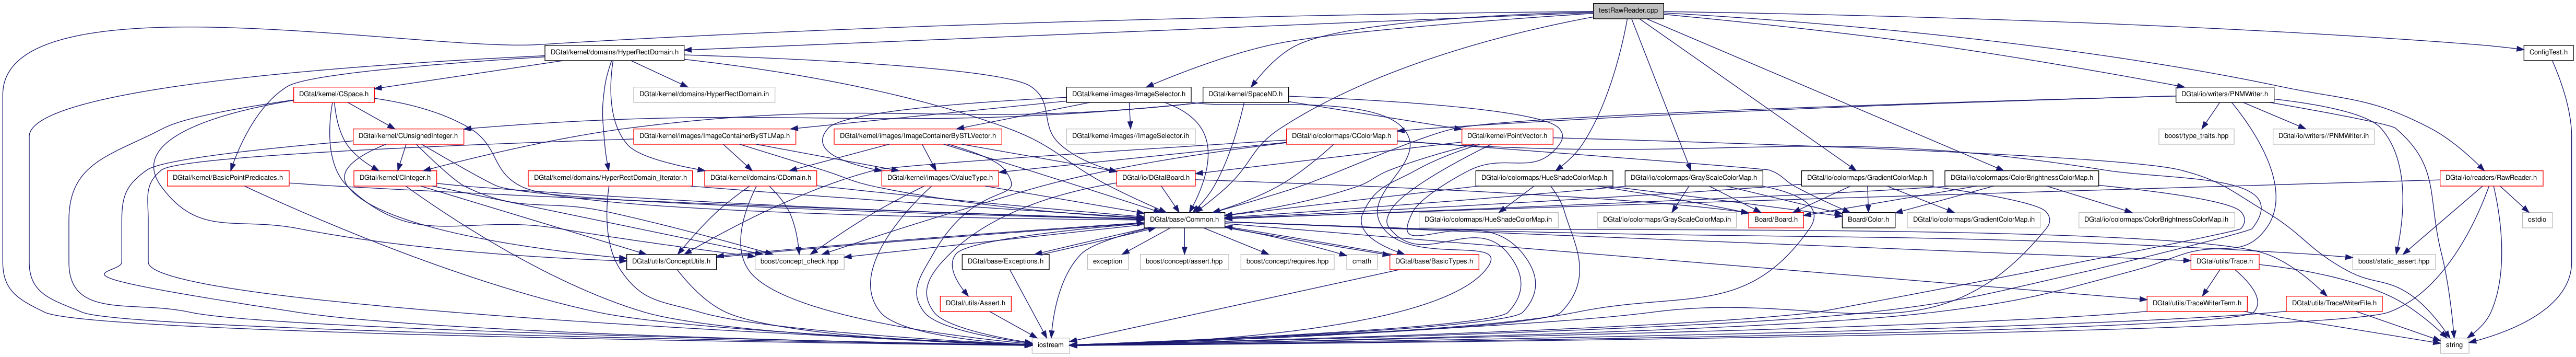 testRawReader.cpp
DGtal/kernel/domains/HyperRectDomain.h
ConfigTest.h
DGtal/kernel/CSpace.h
DGtal/kernel/domains/HyperRectDomain.ih
DGtal/kernel/images/ImageSelector.h
DGtal/kernel/SpaceND.h
DGtal/io/writers/PNMWriter.h
DGtal/kernel/CUnsignedInteger.h
DGtal/kernel/images/ImageContainerBySTLMap.h
DGtal/kernel/images//ImageSelector.ih
DGtal/kernel/images/ImageContainerBySTLVector.h
DGtal/io/colormaps/CColorMap.h
DGtal/kernel/PointVector.h
boost/type_traits.hpp
DGtal/io/writers//PNMWriter.ih
DGtal/kernel/BasicPointPredicates.h
DGtal/kernel/CInteger.h
DGtal/kernel/domains/HyperRectDomain_Iterator.h
DGtal/kernel/domains/CDomain.h
DGtal/kernel/images/CValueType.h
DGtal/io/DGtalBoard.h
DGtal/io/colormaps/HueShadeColorMap.h
DGtal/io/colormaps/GrayScaleColorMap.h
DGtal/io/colormaps/GradientColorMap.h
DGtal/io/colormaps/ColorBrightnessColorMap.h
DGtal/io/readers/RawReader.h
DGtal/base/Common.h
DGtal/io/colormaps/HueShadeColorMap.ih
DGtal/io/colormaps/GrayScaleColorMap.ih
Board/Board.h
Board/Color.h
DGtal/io/colormaps/GradientColorMap.ih
DGtal/io/colormaps/ColorBrightnessColorMap.ih
cstdio
DGtal/utils/ConceptUtils.h
boost/concept_check.hpp
DGtal/base/Exceptions.h
exception
boost/concept/assert.hpp
boost/concept/requires.hpp
cmath
DGtal/base/BasicTypes.h
DGtal/utils/Trace.h
boost/static_assert.hpp
DGtal/utils/Assert.h
DGtal/utils/TraceWriterTerm.h
DGtal/utils/TraceWriterFile.h
iostream
string